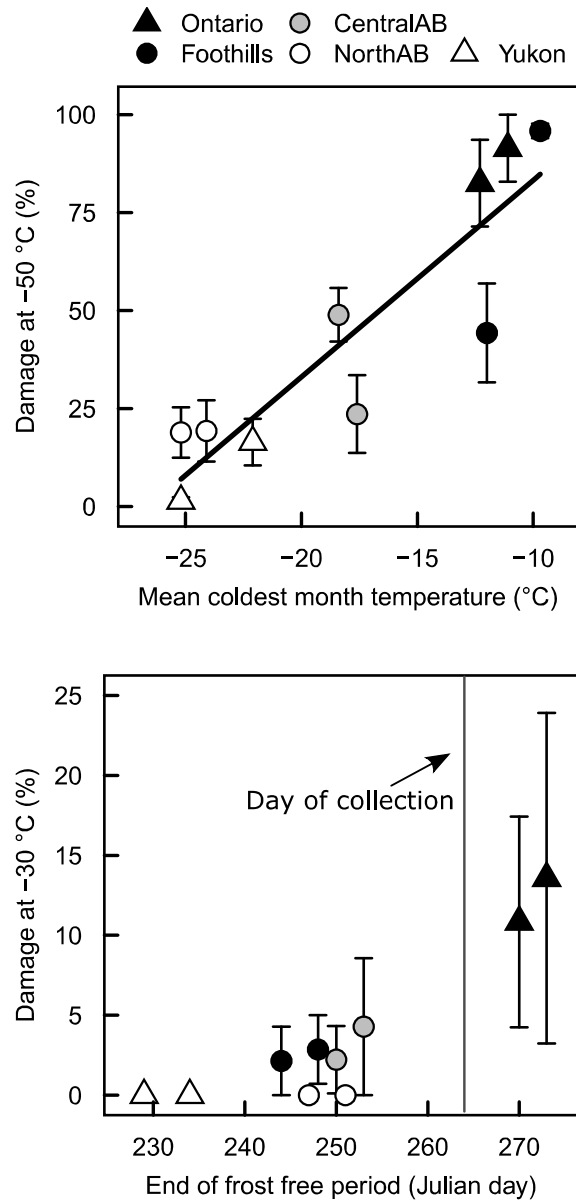 Ontario CentralAB
Foothills NorthAB Yukon
100
75
50
25
0
Damage at −50 °C (%)
−25 −20 −15 −10
Mean coldest month temperature (°C)
25
20
15
10
5
0
Damage at −30 °C (%)
Day of collection
230 240 250 260 270
End of frost free period (Julian day)